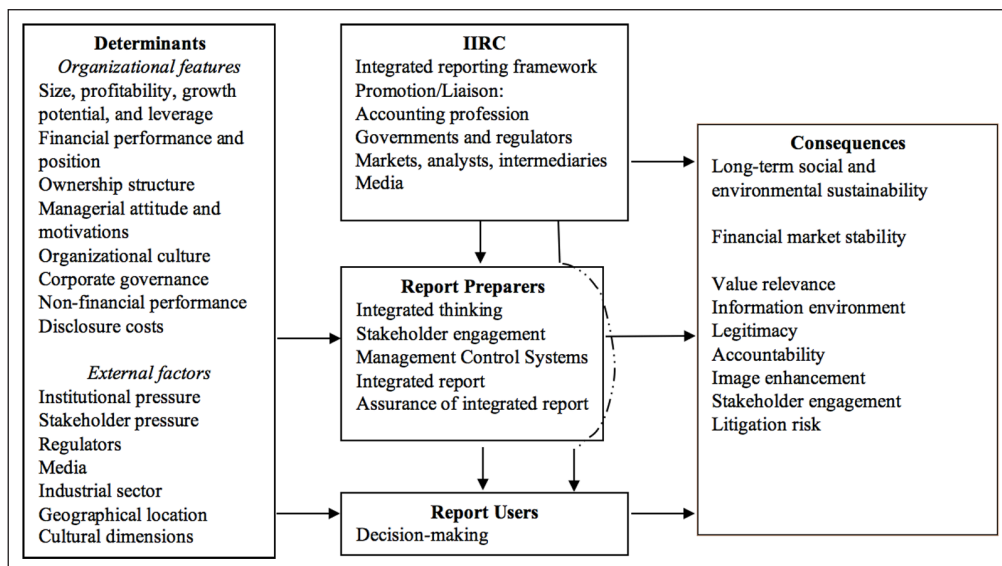 Determinants
Organizational features
Size, profitability, growth
potential, and leverage
Financial performance and
position
Ownership structure
Managerial attitude and
motivations
Organizational culture
Corporate governance
Non-financial performance
Disclosure costs
External factors
Institutional pressure
Stakeholder pressure
Regulators
Media
Industrial sector
Geographical location
Cultural dimensions
IIRC
Integrated reporting framework
Promotion/Liaison:
Accounting profession
Governments and regulators
Markets, analysts, intermediaries
Media
Report Preparers
Integrated thinking
Stakeholder engagement
Management Control Systems
Integrated report
Assurance of integrated report
Report Users
Decision-making
Consequences
Long-term social and
environmental sustainability
Financial market stability
Value relevance
Information environment
Legitimacy
Accountability
Image enhancement
Stakeholder engagement
Litigation risk